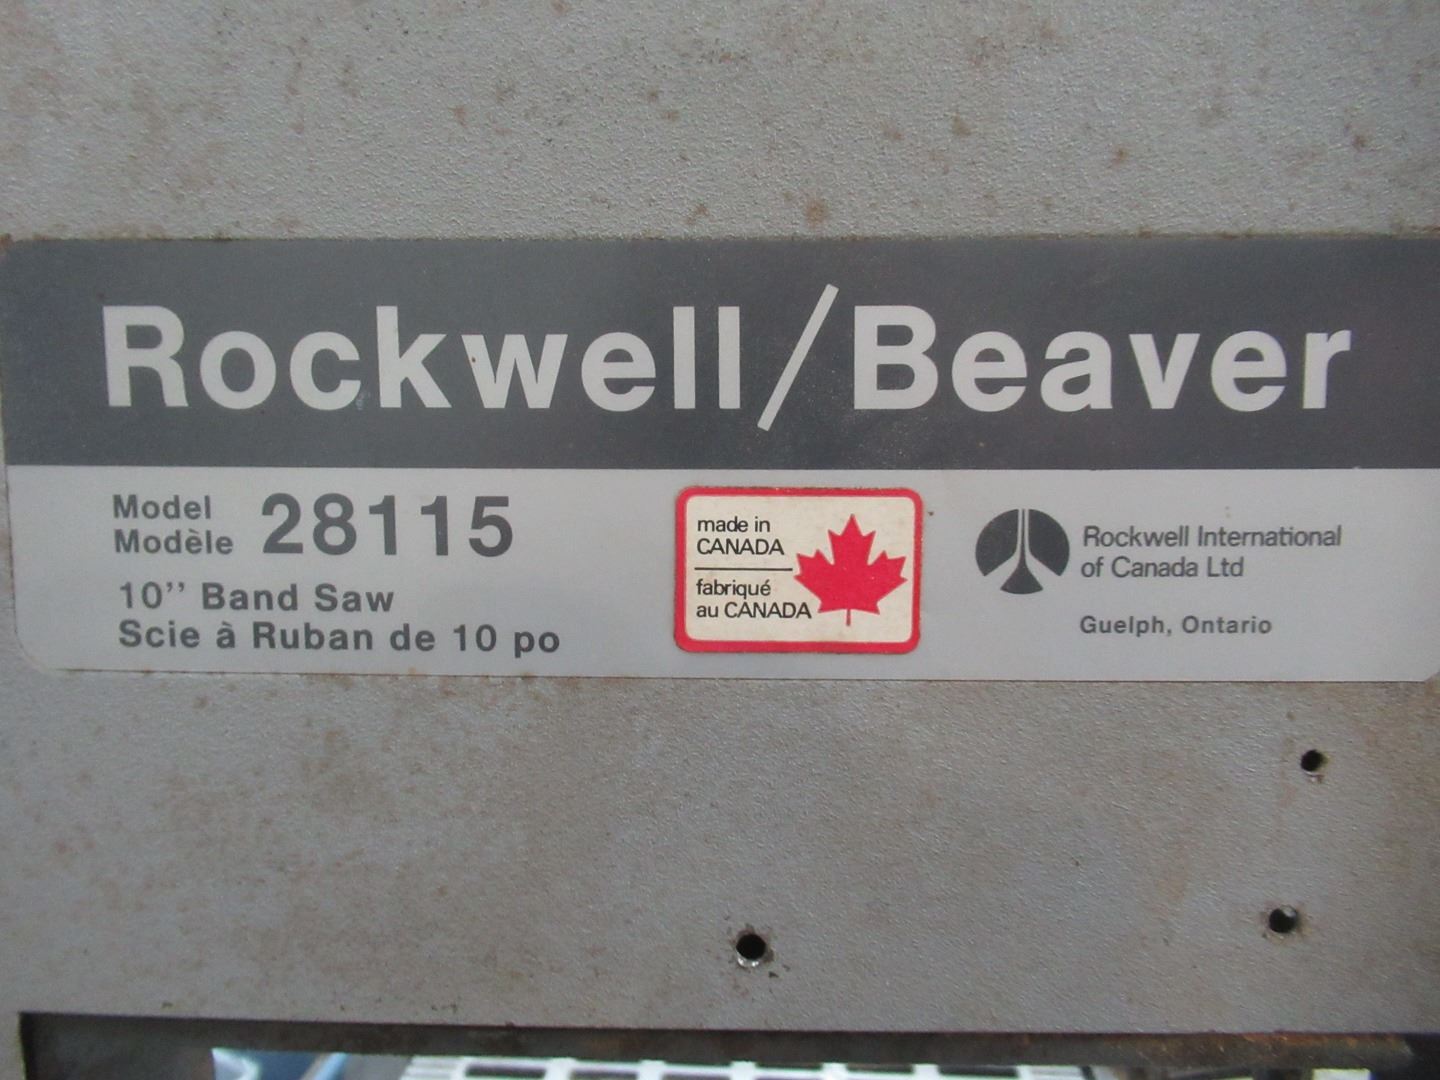 Rockwell/Beaver
Model
Modèle 28115
10" Band Saw
Scie à Ruban de 10 po
made in
CANADA
fabriqué
au CANADA
Rockwell International
of Canada Ltd
Guelph, Ontario